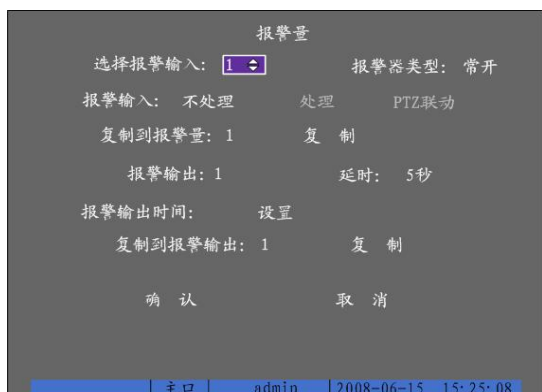 报警量
选择报警输入: 1 报警器类型: 常开
报警输入: 不处理 处理 PTZ联动
复制到报警量: 1 复 制
报警输出: 1 延时: 5秒
报警输出时间: 设置
复制到报警输出: 1 复 制
确 认 取 消
主口 admin 2008-06-15 15:25:08